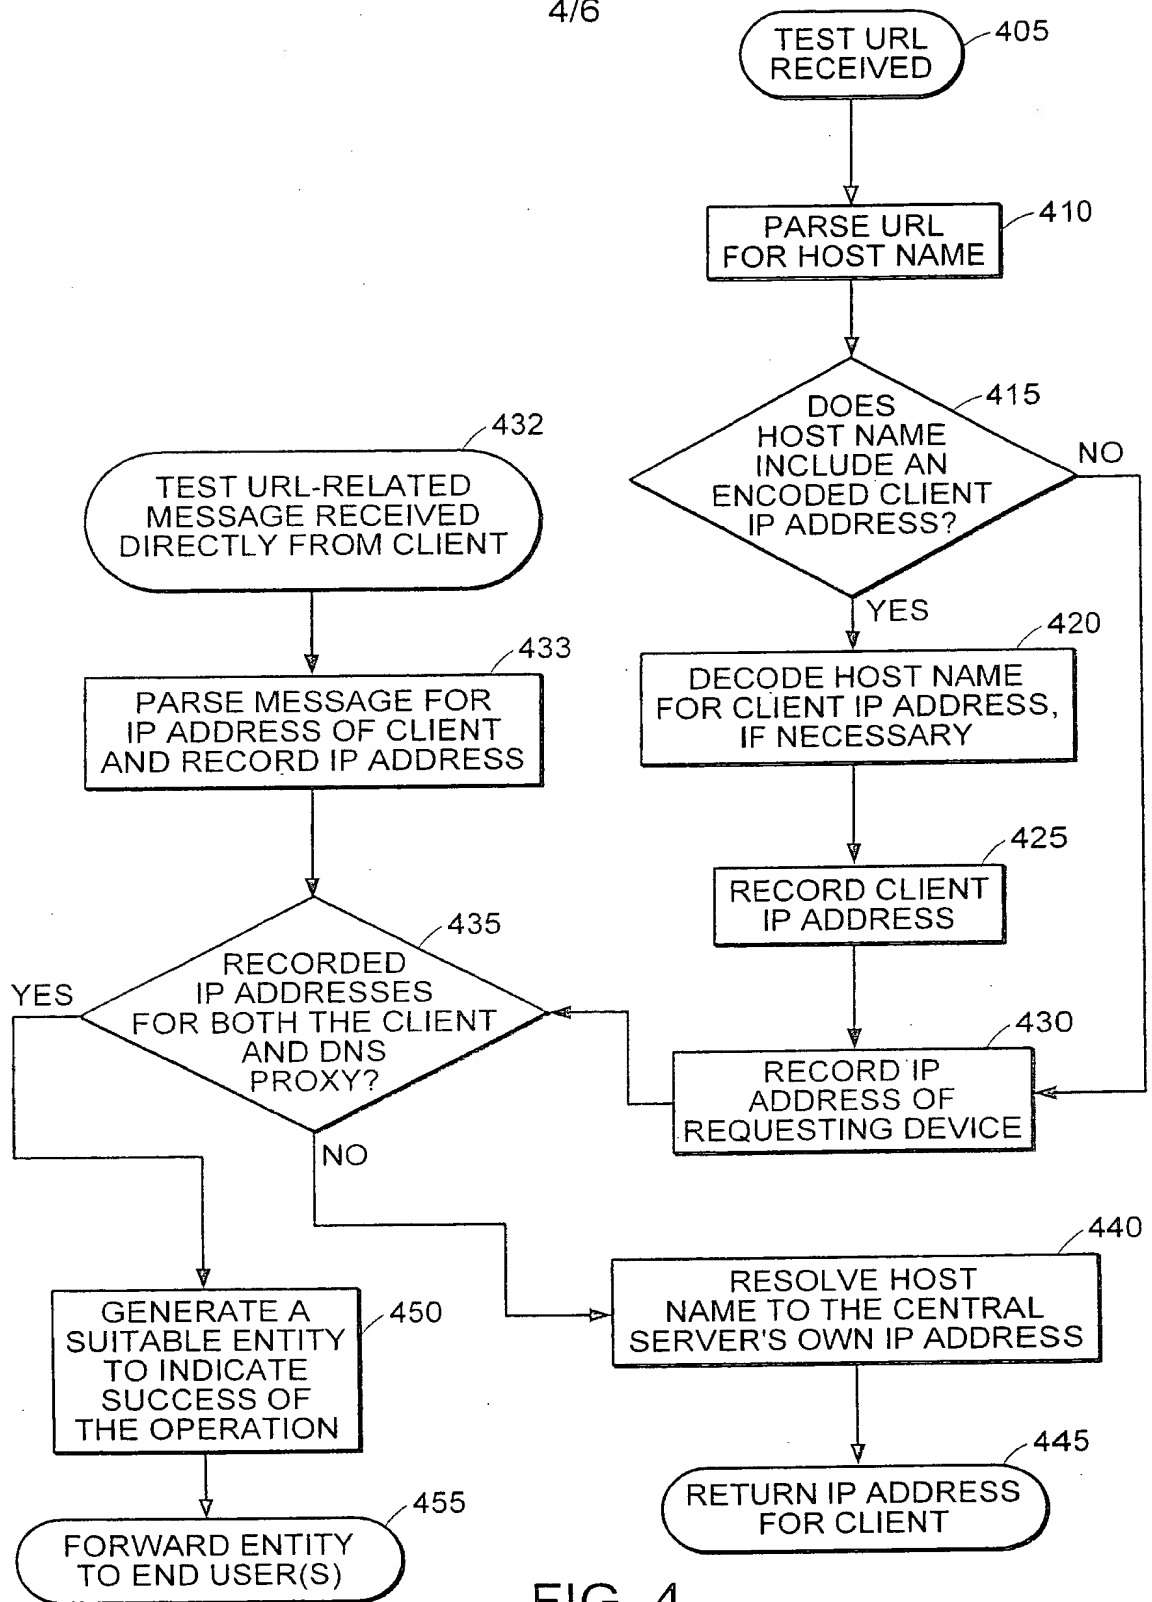 4/6
TEST URL
RECEIVED
405
PARSE URL
FOR HOST NAME
410
DOES
HOST NAME
INCLUDE AN
ENCODED CLIENT
IP ADDRESS?
415
NO
YES
432
TEST URL-RELATED
MESSAGE RECEIVED
DIRECTLY FROM CLIENT
433
PARSE MESSAGE FOR
IP ADDRESS OF CLIENT
AND RECORD IP ADDRESS
420
DECODE HOST NAME
FOR CLIENT IP ADDRESS,
IF NECESSARY
425
RECORD CLIENT
IP ADDRESS
430
RECORD IP
ADDRESS OF
REQUESTING DEVICE
435
RECORDED
IP ADDRESSES
FOR BOTH THE CLIENT
AND DNS
PROXY?
YES
NO
440
RESOLVE HOST
NAME TO THE CENTRAL
SERVER'S OWN IP ADDRESS
445
RETURN IP ADDRESS
FOR CLIENT
450
GENERATE A
SUITABLE ENTITY
TO INDICATE
SUCCESS OF
THE OPERATION
455
FORWARD ENTITY
TO END USER(S)
FIG. 4